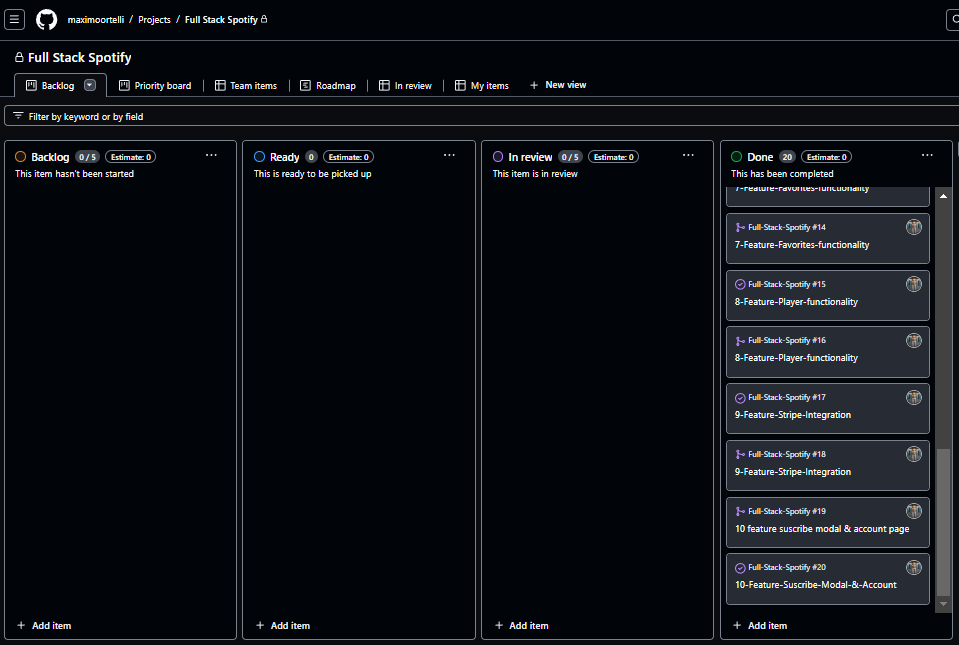 maximoortelli / Projects / Full Stack Spotify
Full Stack Spotify
Backlog Priority board Team items Roadmap In review My items + New view
Filter by keyword or by field
Backlog 0 / 5 Estimate: 0 ...
This item hasn't been started
+ Add item
Ready 0 Estimate: 0 ...
This is ready to be picked up
+ Add item
In review 0 / 5 Estimate: 0 ...
This item is in review
+ Add item
Done 20 Estimate: 0 ...
This has been completed
7-Feature-Favorites-functionality
Full-Stack-Spotify #14
7-Feature-Favorites-functionality
Full-Stack-Spotify #15
8-Feature-Player-functionality
Full-Stack-Spotify #16
8-Feature-Player-functionality
Full-Stack-Spotify #17
9-Feature-Stripe-Integration
Full-Stack-Spotify #18
9-Feature-Stripe-Integration
Full-Stack-Spotify #19
10 feature suscribe modal & account page
Full-Stack-Spotify #20
10-Feature-Suscribe-Modal-&-Account
+ Add item